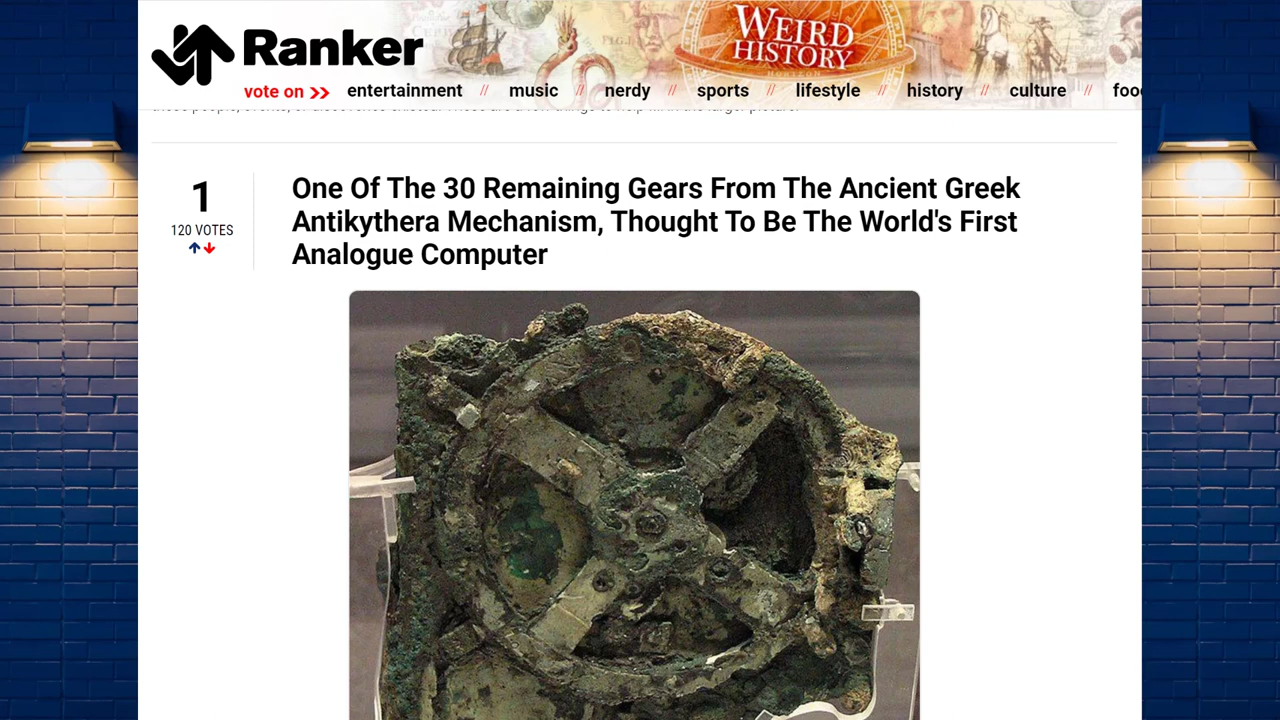 Ranker
WEIRD
HISTORY
vote on
entertainment // music // nerdy // sports // lifestyle // history // culture //
1
120 VOTES
One Of The 30 Remaining Gears From The Ancient Greek
Antikythera Mechanism, Thought To Be The World's First
Analogue Computer